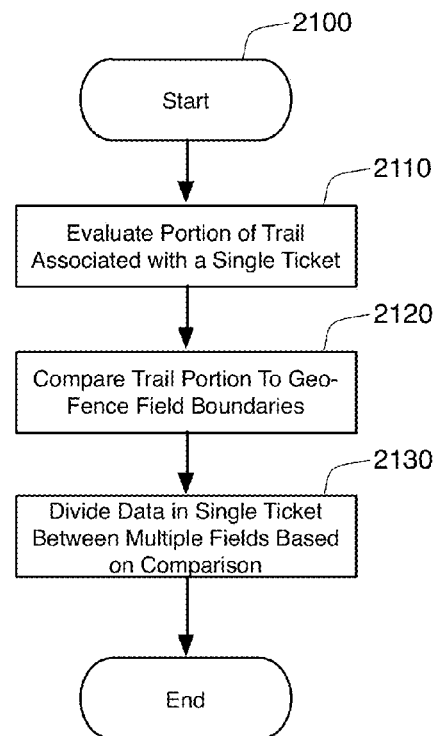 2100
Start
2110
Evaluate Portion of Trail
Associated with a Single Ticket
2120
Compare Trail Portion To Geo-
Fence Field Boundaries
2130
Divide Data in Single Ticket
Between Multiple Fields Based
on Comparison
End